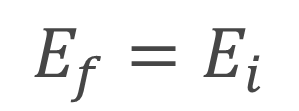 E_f = E_i